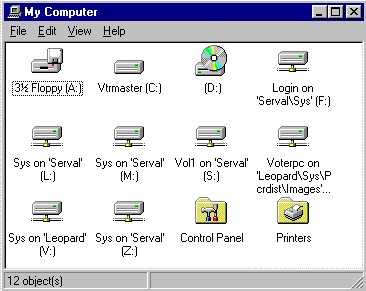 My Computer
File Edit View Help
3½ Floppy (A:)
Vtrmaster (C:)
(D:)
Login on
'Serval\Sys' (F:)
Sys on 'Serval'
(L:)
Sys on 'Serval'
(M:)
Vol1 on 'Serval'
(S:)
Voterpc on
'Leopard\Sys\P
crdist\Images'...
Sys on 'Leopard'
(V:)
Sys on 'Serval'
(Z:)
Control Panel
Printers
12 object(s)